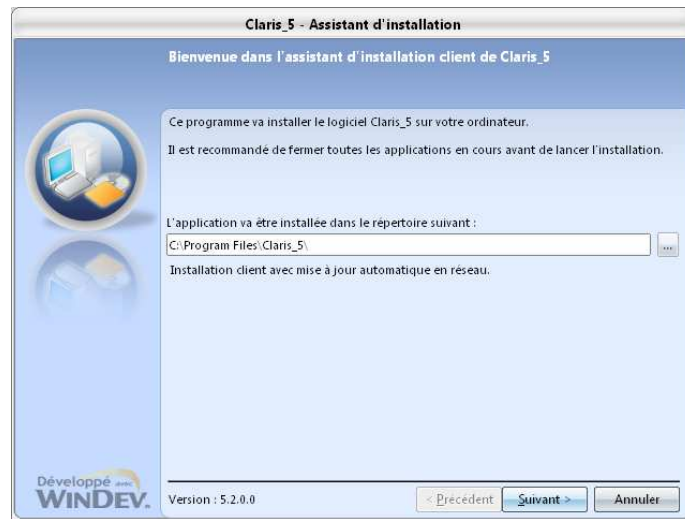 Claris_5 - Assistant d'installation
Bienvenue dans l'assistant d'installation client de Claris_5
Ce programme va installer le logiciel Claris_5 sur votre ordinateur.
Il est recommandé de fermer toutes les applications en cours avant de lancer l'installation.
L'application va être installée dans le répertoire suivant :
C:\Program Files\Claris_5\
...
Installation client avec mise à jour automatique en réseau.
Développé avec
WINDEV.
Version : 5.2.0.0
< Précédent
Suivant >
Annuler